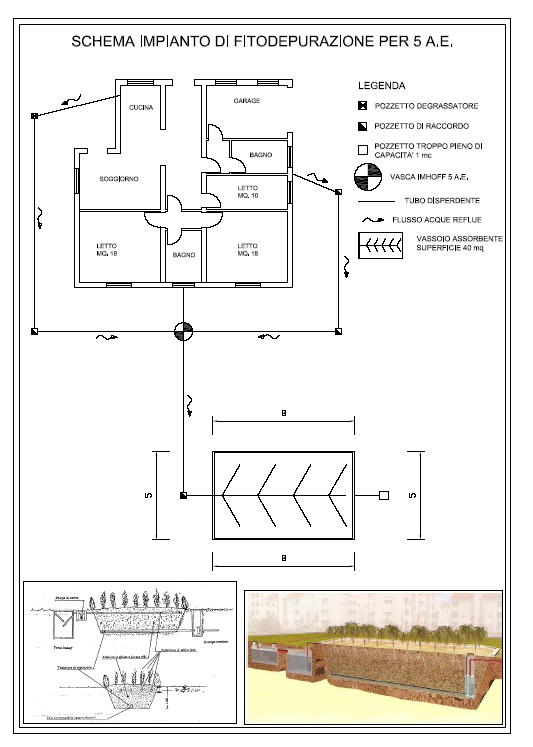 SCHEMA IMPIANTO DI FITODEPURAZIONE PER 5 A.E.
LEGENDA
POZZETTO DEGRASSATORE
POZZETTO DI RACCORDO
POZZETTO TROPPO PIENO DI
CAPACITA' 1 mc
VASCA IMHOFF 5 A.E.
TUBO DISPERDENTE
FLUSSO ACQUE REFLUE
VASSOIO ASSORBENTE
SUPERFICIE 40 mq
CUCINA
GARAGE
BAGNO
SOGGIORNO
LETTO
MQ. 10
LETTO
MQ. 18
BAGNO
LETTO
MQ. 18
8
5
5
8